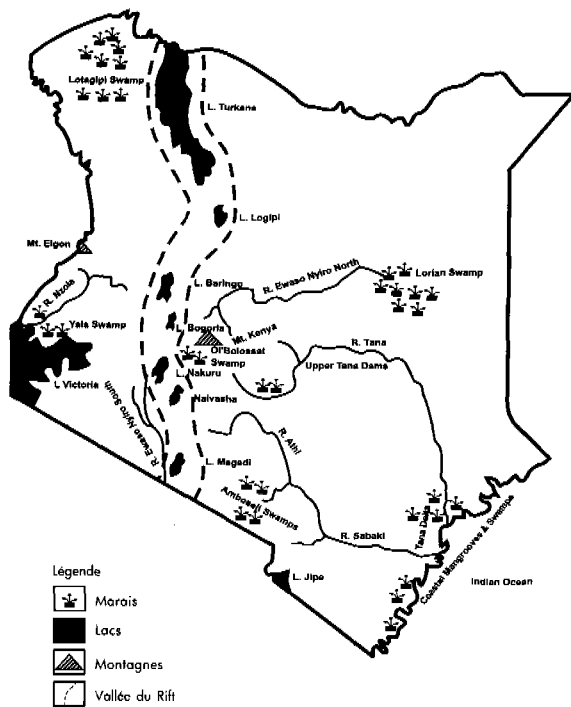 Lotagipi Swamp
L. Turkana
L. Logipi
Mt. Elgon
L. Baringo
R. Ewaso Nyiro North
Lorian Swamp
R. Nzoia
Yala Swamp
L. Bogoria
Mt. Kenya
Ol'Bolossat
Swamp
R. Tana
Upper Tana Dams
L. Nakuru
L Victoria
Naivasha
R. Ewaso Nyiro South
R. Athi
L. Magadi
Amboseli Swamps
Tana Delta
R. Sabaki
Coastal Mangrooves & Swamps
L. Jipe
Indian Ocean
Légende
Marais
Lacs
Montagnes
Vallée du Rift